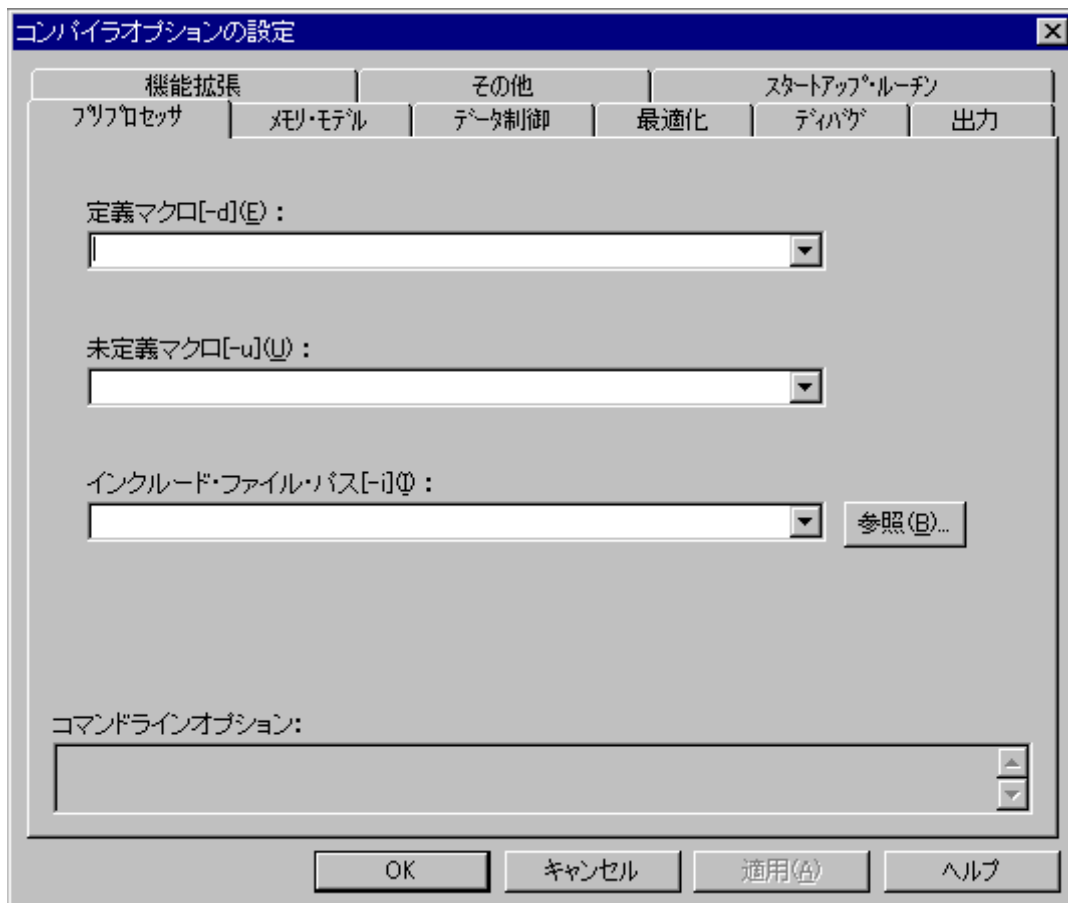 コンパイラオプションの設定
機能拡張 その他 ｽﾀｰﾄｱｯﾌﾟ･ﾙｰﾁﾝ
ﾌﾟﾘﾌﾟﾛｾｯｻ ﾒﾓﾘ･ﾓﾃﾞﾙ ﾃﾞｰﾀ制御 最適化 ﾃﾞｨﾊﾞｸﾞ 出力
定義マクロ[-d](E)：
未定義マクロ[-u](U)：
インクルード・ファイル・パス[-i](I)：
参照(B)...
コマンドラインオプション:
OK キャンセル 適用(A) ヘルプ